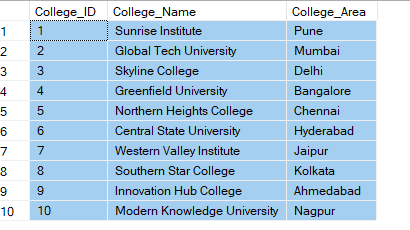 College_ID College_Name College_Area
1 1 Sunrise Institute Pune
2 2 Global Tech University Mumbai
3 3 Skyline College Delhi
4 4 Greenfield University Bangalore
5 5 Northern Heights College Chennai
6 6 Central State University Hyderabad
7 7 Western Valley Institute Jaipur
8 8 Southern Star College Kolkata
9 9 Innovation Hub College Ahmedabad
10 10 Modern Knowledge University Nagpur